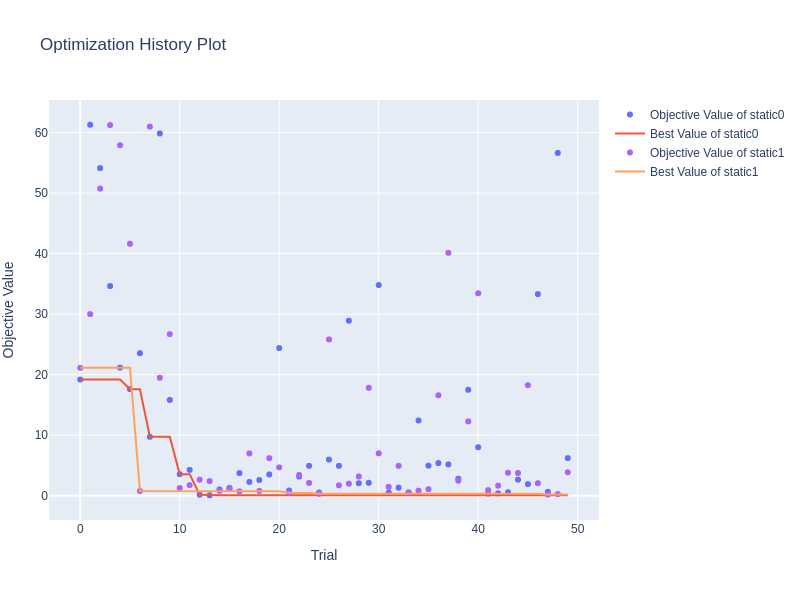 Optimization History Plot
Objective Value of static0
Best Value of static0
Objective Value of static1
Best Value of static1
60
50
40
30
20
10
0
Objective Value
0 10 20 30 40 50
Trial